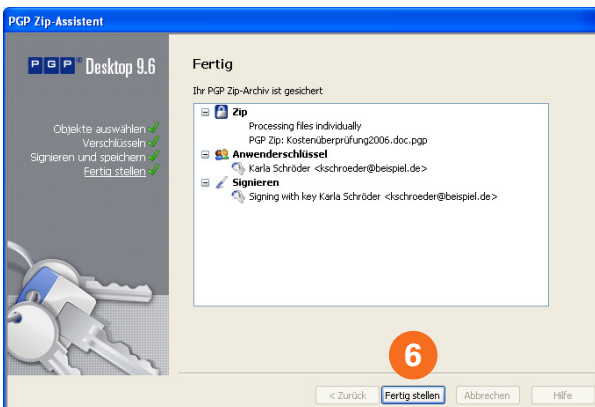 PGP Zip-Assistent
PGP® Desktop 9.6
Objekte auswählen
Verschlüsseln
Signieren und speichern
Fertig stellen
Fertig
Ihr PGP Zip-Archiv ist gesichert
Zip
Processing files individually
PGP Zip: Kostenüberprüfung2006.doc.pgp
Anwenderschlüssel
Karla Schröder <kschroeder@beispiel.de>
Signieren
Signing with key Karla Schröder <kschroeder@beispiel.de>
6
< Zurück Fertig stellen Abbrechen Hilfe